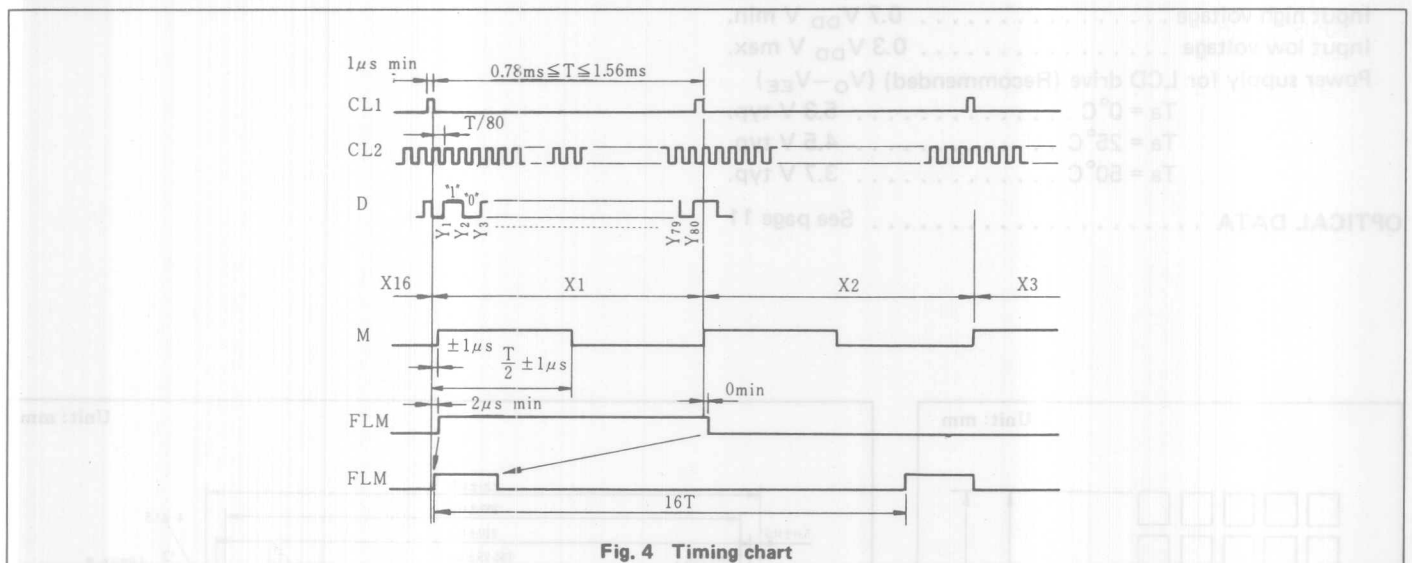 Input high voltage . . . . . . . . . . . . . . . . 0.7 V_DD V min.
Input low voltage . . . . . . . . . . . . . . . . 0.3 V_DD V max.
Power supply for LCD drive (Recommended) (V_O–V_EE)
Ta = 0°C . . . . . . . . . . . . . 5.3 V typ.
Ta = 25°C . . . . . . . . . . . . 4.5 V typ.
Ta = 50°C . . . . . . . . . . . . 3.7 V typ.
OPTICAL DATA . . . . . . . . . . . . . . . . . . . . See page 11
1μs min
0.78ms≦T≦1.56ms
CL1
T/80
CL2
D
"1"
"0"
Y1
Y2
Y3
Y79
Y80
X16
X1
X2
X3
M
±1μs
T/2 ±1μs
2μs min
0min
FLM
FLM
16T
Unit: mm
Unit: mm
Fig. 4 Timing chart